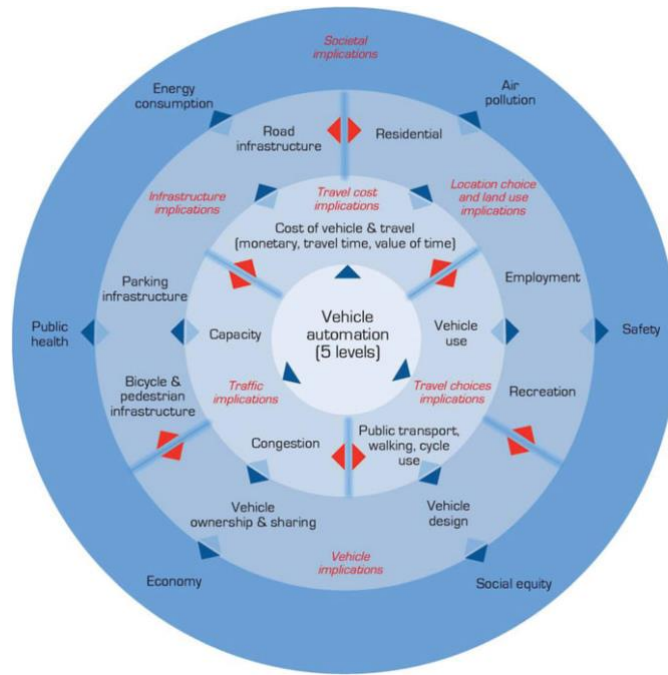 Societal
implications
Energy
consumption
Air
pollution
Road
infrastructure
Residential
Infrastructure
implications
Travel cost
implications
Location choice
and land use
implications
Cost of vehicle & travel
(monetary, travel time, value of time)
Parking
infrastructure
Employment
Public
health
Capacity
Vehicle
automation
(5 levels)
Vehicle
use
Safety
Bicycle &
pedestrian
infrastructure
Traffic
implications
Travel choices
implications
Recreation
Congestion
Public transport,
walking, cycle
use
Vehicle
ownership & sharing
Vehicle
design
Vehicle
implications
Economy
Social equity